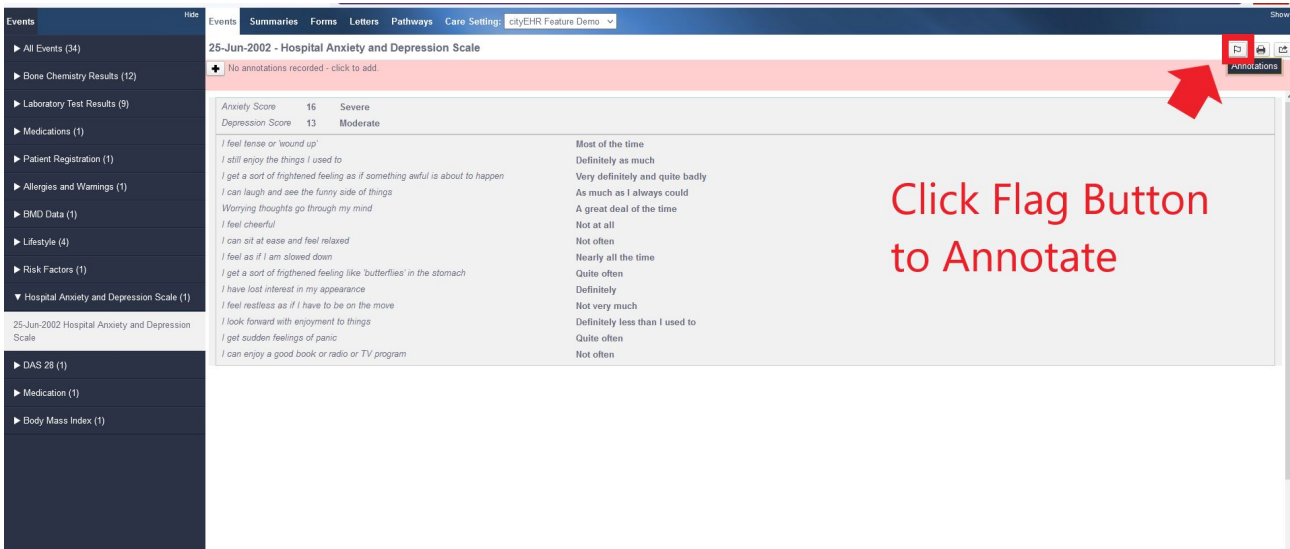 Events Hide
▶ All Events (34)
▶ Bone Chemistry Results (12)
▶ Laboratory Test Results (9)
▶ Medications (1)
▶ Patient Registration (1)
▶ Allergies and Warnings (1)
▶ BMD Data (1)
▶ Lifestyle (4)
▶ Risk Factors (1)
▼ Hospital Anxiety and Depression Scale (1)
25-Jun-2002 Hospital Anxiety and Depression
Scale
▶ DAS 28 (1)
▶ Medication (1)
▶ Body Mass Index (1)
Events Summaries Forms Letters Pathways Care Setting: cityEHR Feature Demo Show
25-Jun-2002 - Hospital Anxiety and Depression Scale
No annotations recorded - click to add.
Annotations
Anxiety Score 16 Severe
Depression Score 13 Moderate
I feel tense or 'wound up' Most of the time
I still enjoy the things I used to Definitely as much
I get a sort of frightened feeling as if something awful is about to happen Very definitely and quite badly
I can laugh and see the funny side of things As much as I always could
Worrying thoughts go through my mind A great deal of the time
I feel cheerful Not at all
I can sit at ease and feel relaxed Not often
I feel as if I am slowed down Nearly all the time
I get a sort of frigthened feeling like 'butterflies' in the stomach Quite often
I have lost interest in my appearance Definitely
I feel restless as if I have to be on the move Not very much
I look forward with enjoyment to things Definitely less than I used to
I get sudden feelings of panic Quite often
I can enjoy a good book or radio or TV program Not often
Click Flag Button
to Annotate